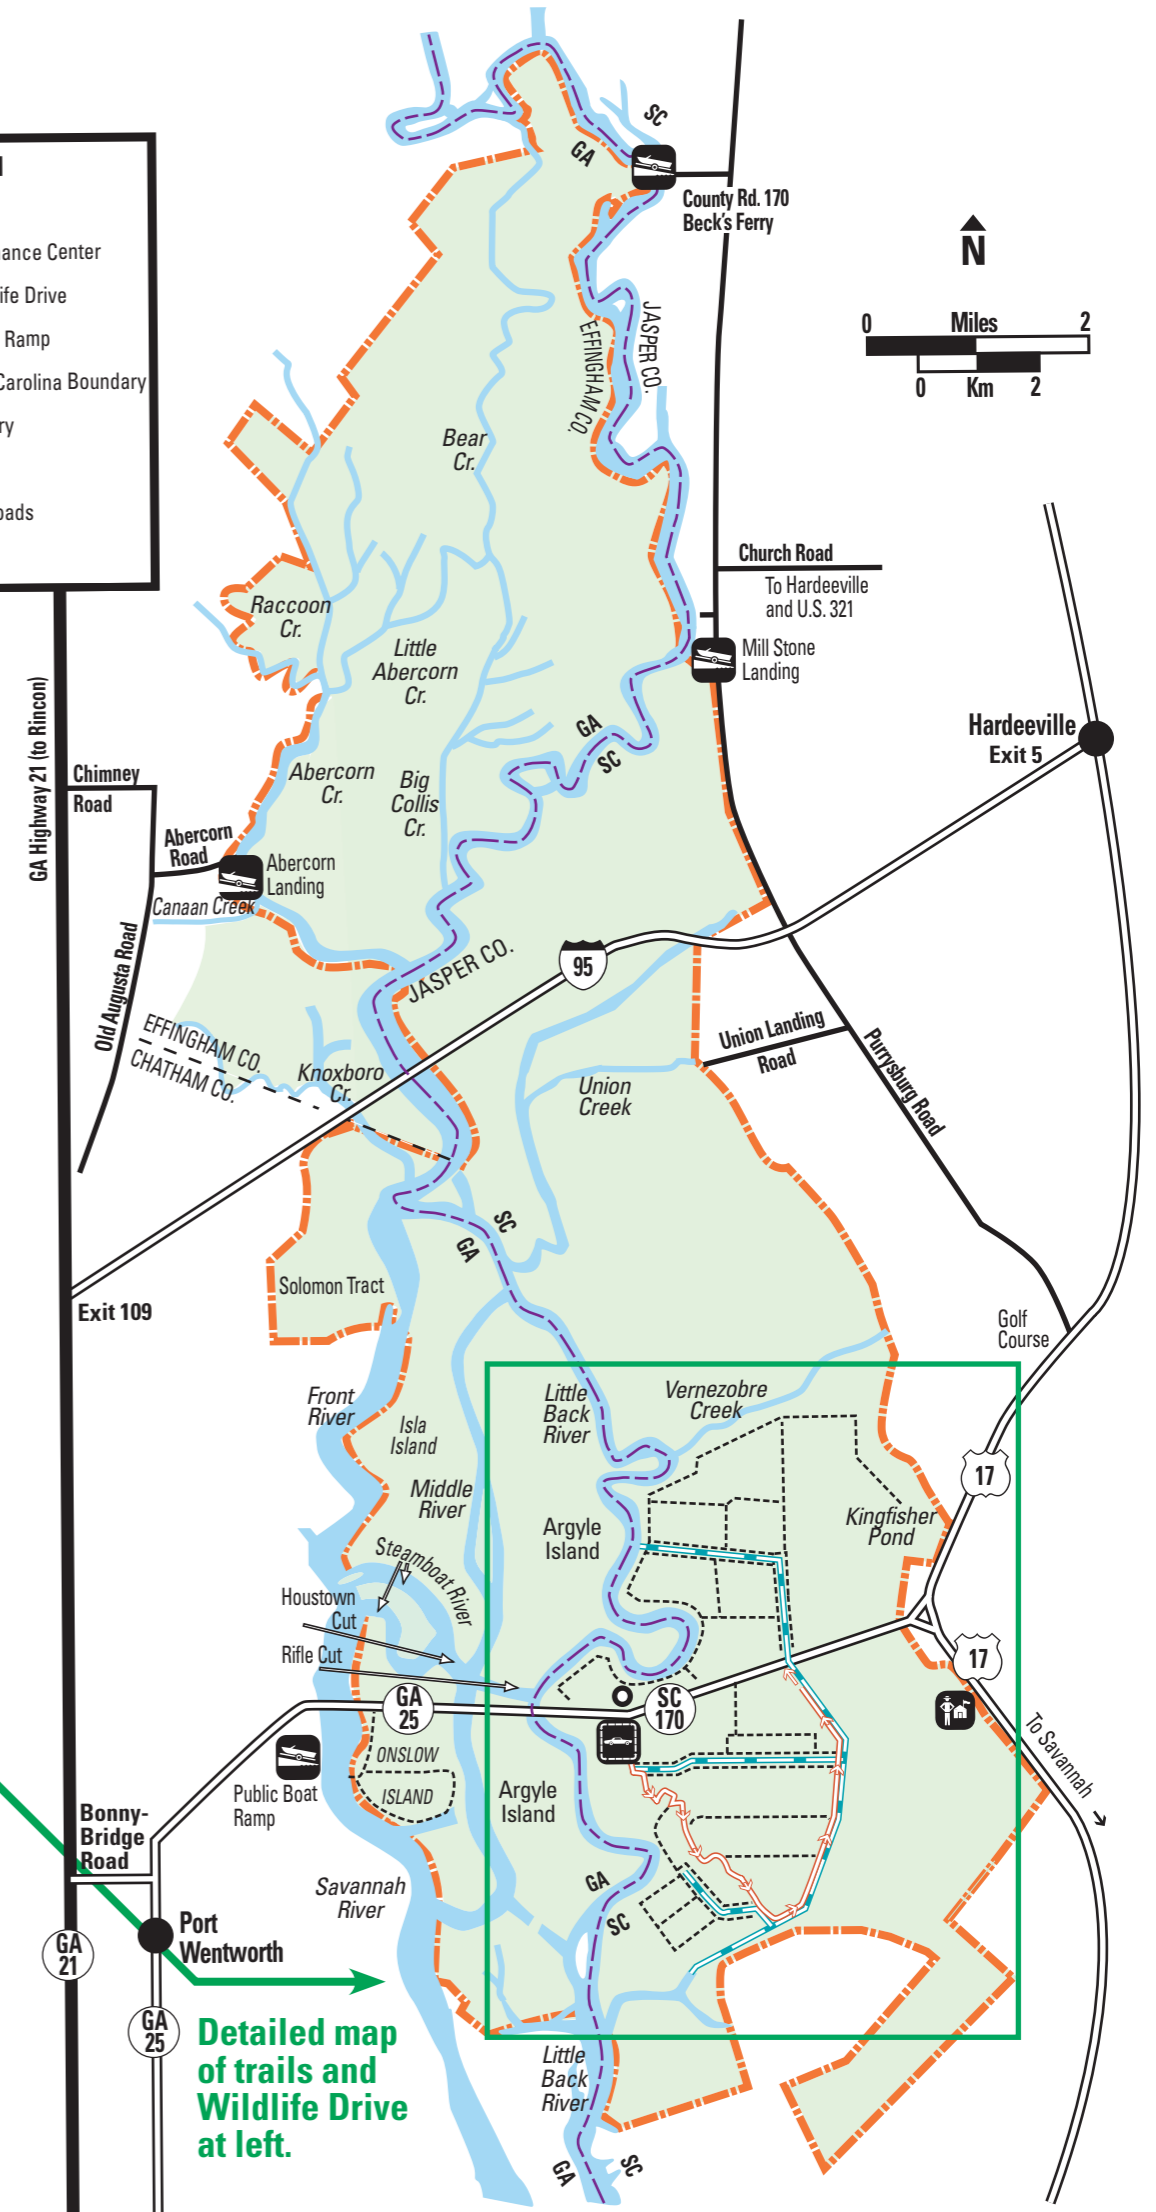 SC
GA
County Rd. 170
Beck's Ferry
N
0 Miles 2
0 Km 2
ance Center
ife Drive
Ramp
Carolina Boundary
ry
oads
JASPER CO.
EFFINGHAM CO.
Bear
Cr.
Church Road
To Hardeeville
and U.S. 321
Raccoon
Cr.
Little
Abercorn
Cr.
Mill Stone
Landing
GA
SC
Hardeeville
Exit 5
GA Highway 21 (to Rincon)
Chimney
Road
Abercorn
Cr.
Big
Collis
Cr.
Abercorn
Road
Abercorn
Landing
Canaan Creek
Old Augusta Road
JASPER CO.
95
EFFINGHAM CO.
CHATHAM CO.
Knoxboro
Cr.
Union
Creek
Union Landing
Road
Purrysburg Road
SC
GA
Solomon Tract
Exit 109
Golf
Course
Front
River
Isla
Island
Little
Back
River
Vernezobre
Creek
Middle
River
17
Argyle
Island
Kingfisher
Pond
Steamboat River
Houstown
Cut
Rifle Cut
17
GA
25
SC
170
To Savannah
ONSLOW
ISLAND
Public Boat
Ramp
Argyle
Island
Bonny-
Bridge
Road
Savannah
River
GA
SC
Port
Wentworth
GA
21
GA
25
Detailed map
of trails and
Wildlife Drive
at left.
Little
Back
River
GA
SC